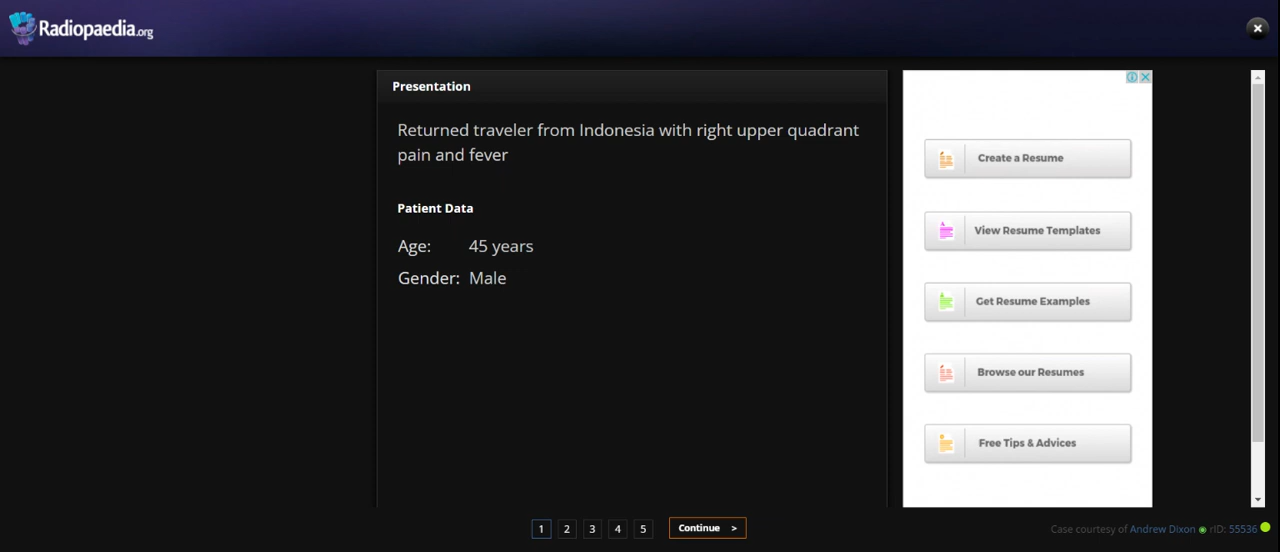 Radiopaedia.org
Presentation
Returned traveler from Indonesia with right upper quadrant
pain and fever
Patient Data
Age: 45 years
Gender: Male
Create a Resume
View Resume Templates
Get Resume Examples
Browse our Resumes
Free Tips & Advices
1 2 3 4 5 Continue >
Case courtesy of Andrew Dixon rID: 55536